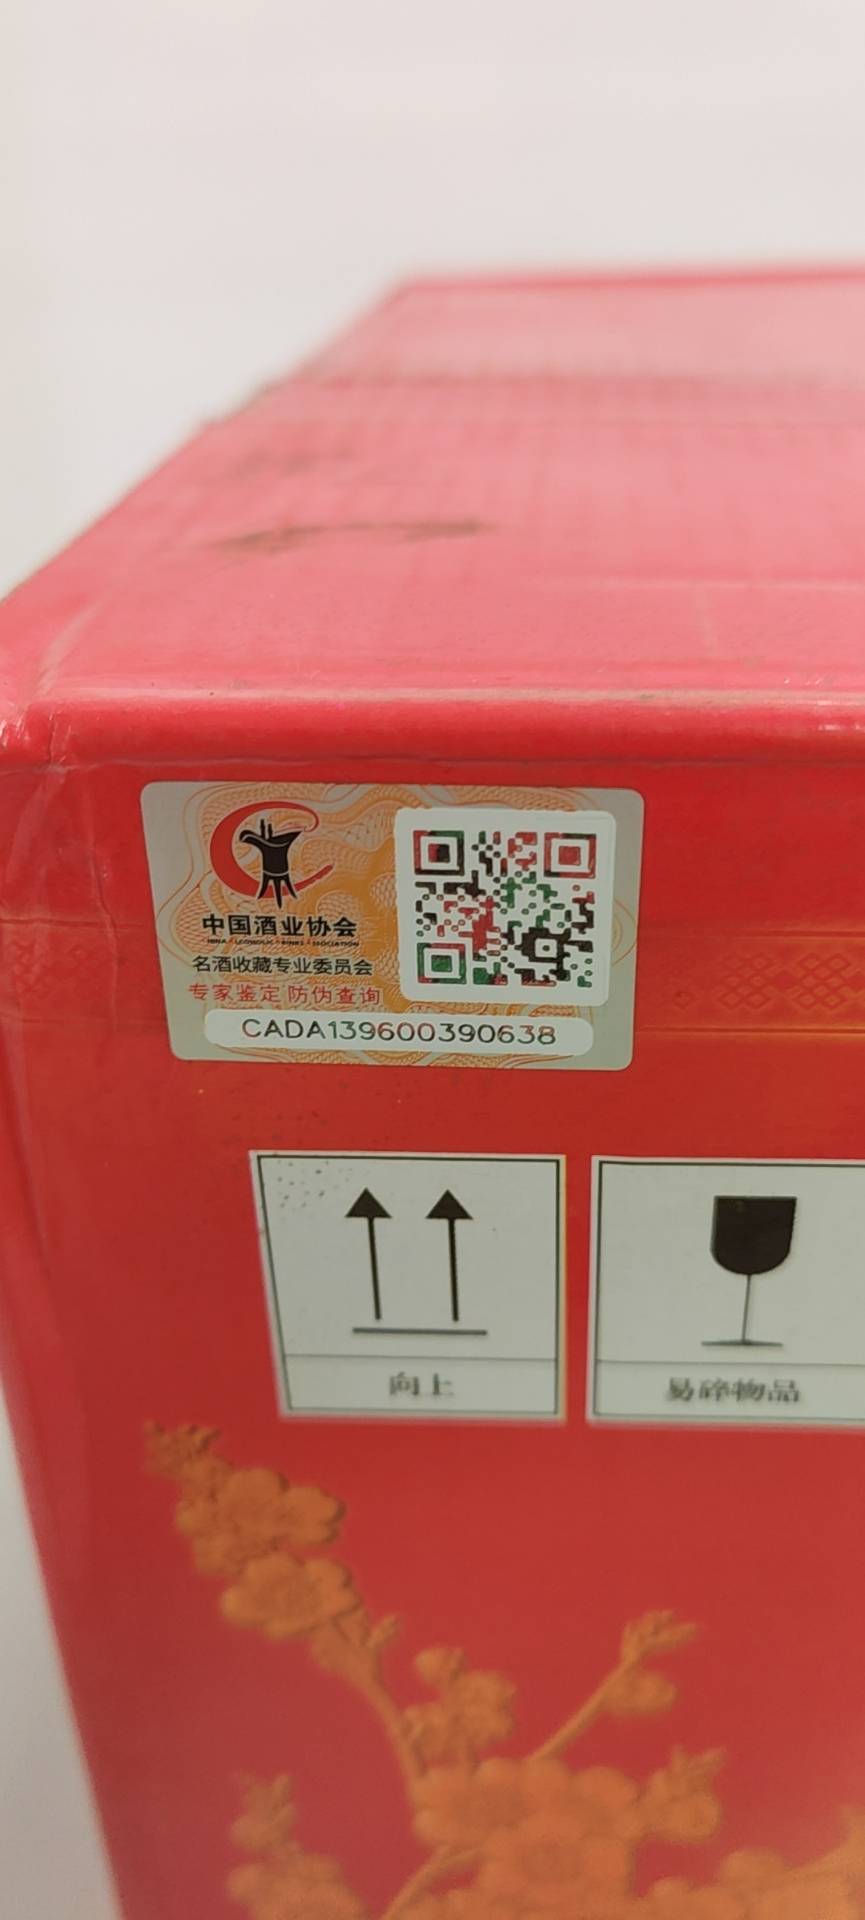 中国酒业协会
名酒收藏专业委员会
专家鉴定 防伪查询
CADA139600390638
向上
易碎物品